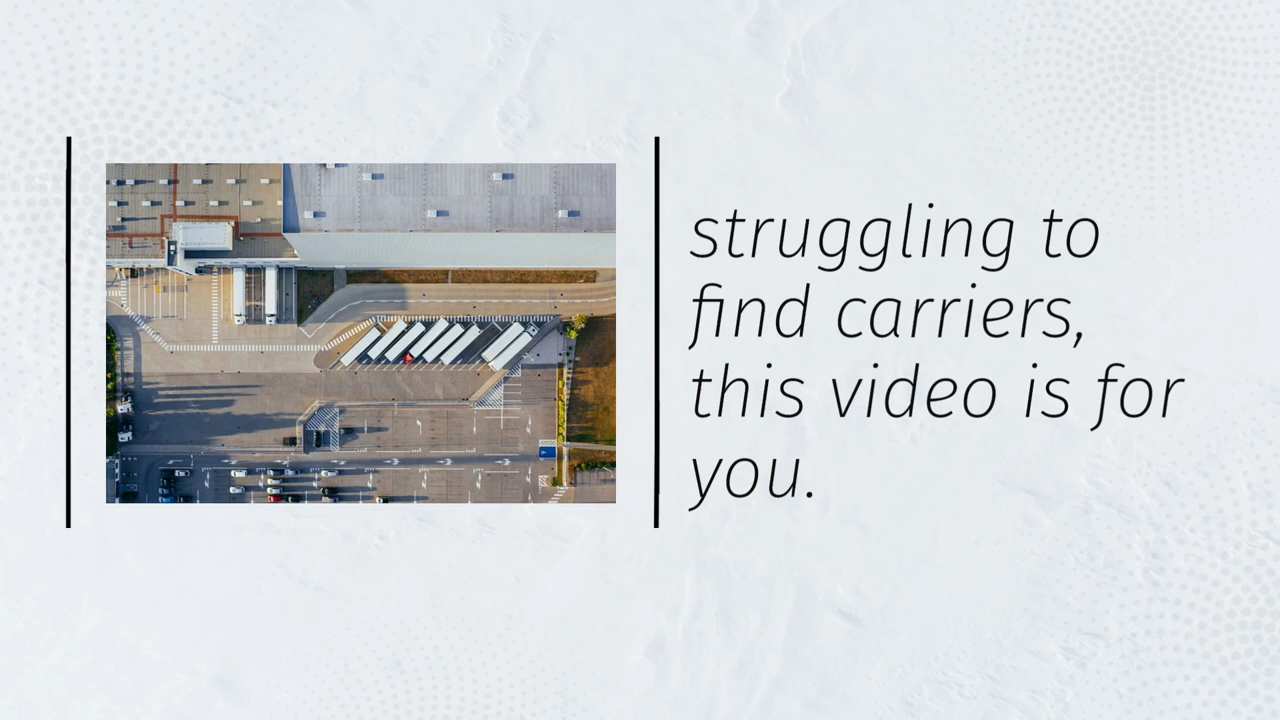 struggling to
find carriers,
this video is for
you.